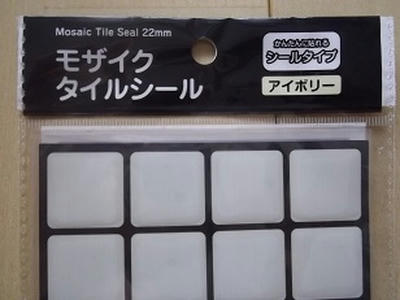 Mosaic Tile Seal 22mm
モザイク
タイルシール
かんたんに貼れる
シールタイプ
アイボリー